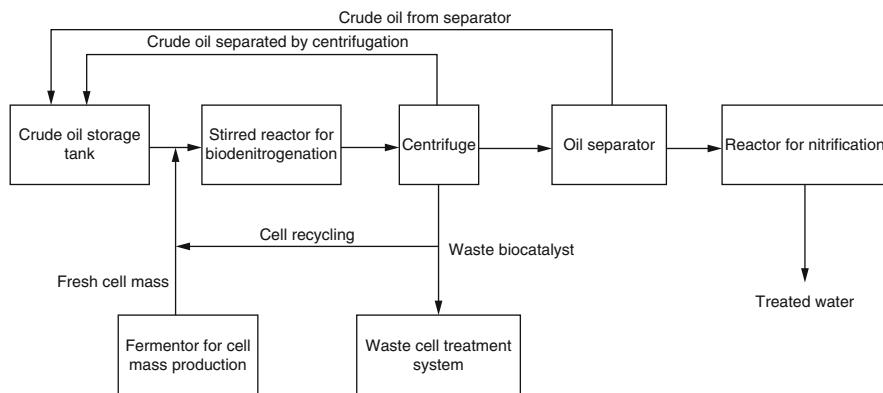 Crude oil from separator
Crude oil separated by centrifugation
Crude oil storage
tank
Stirred reactor for
biodenitrogenation
Centrifuge
Oil separator
Reactor for nitrification
Cell recycling
Waste biocatalyst
Fresh cell mass
Treated water
Fermentor for cell
mass production
Waste cell treatment
system